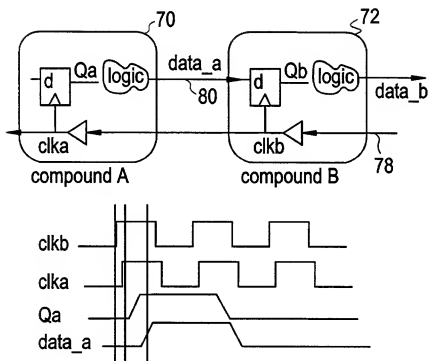 70
72
d
Qa
logic
data_a
80
d
Qb
logic
data_b
clka
clkb
78
compound A
compound B
clkb
clka
Qa
data_a